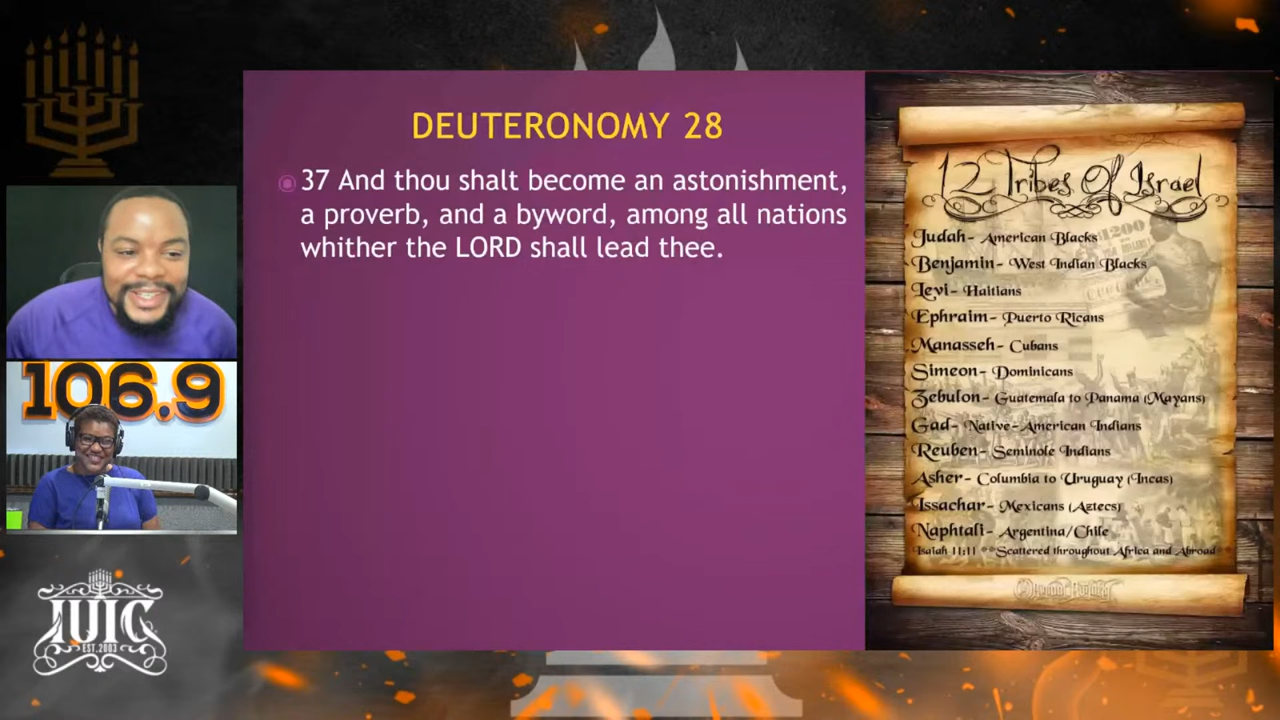 DEUTERONOMY 28
37 And thou shalt become an astonishment,
a proverb, and a byword, among all nations
whither the LORD shall lead thee.
12 Tribes Of Israel
Judah- American Blacks
Benjamin- West Indian Blacks
Levi- Haitians
Ephraim- Puerto Ricans
Manasseh- Cubans
Simeon- Dominicans
Zebulon- Guatemala to Panama (Mayans)
Gad- Native-American Indians
Reuben- Seminole Indians
Asher- Columbia to Uruguay (Incas)
Issachar- Mexicans (Aztecs)
Naphtali- Argentina/Chile
Isaiah 11:11 **Scattered throughout Africa and Abroad**
$1200
106.9
IUIC
EST.2003